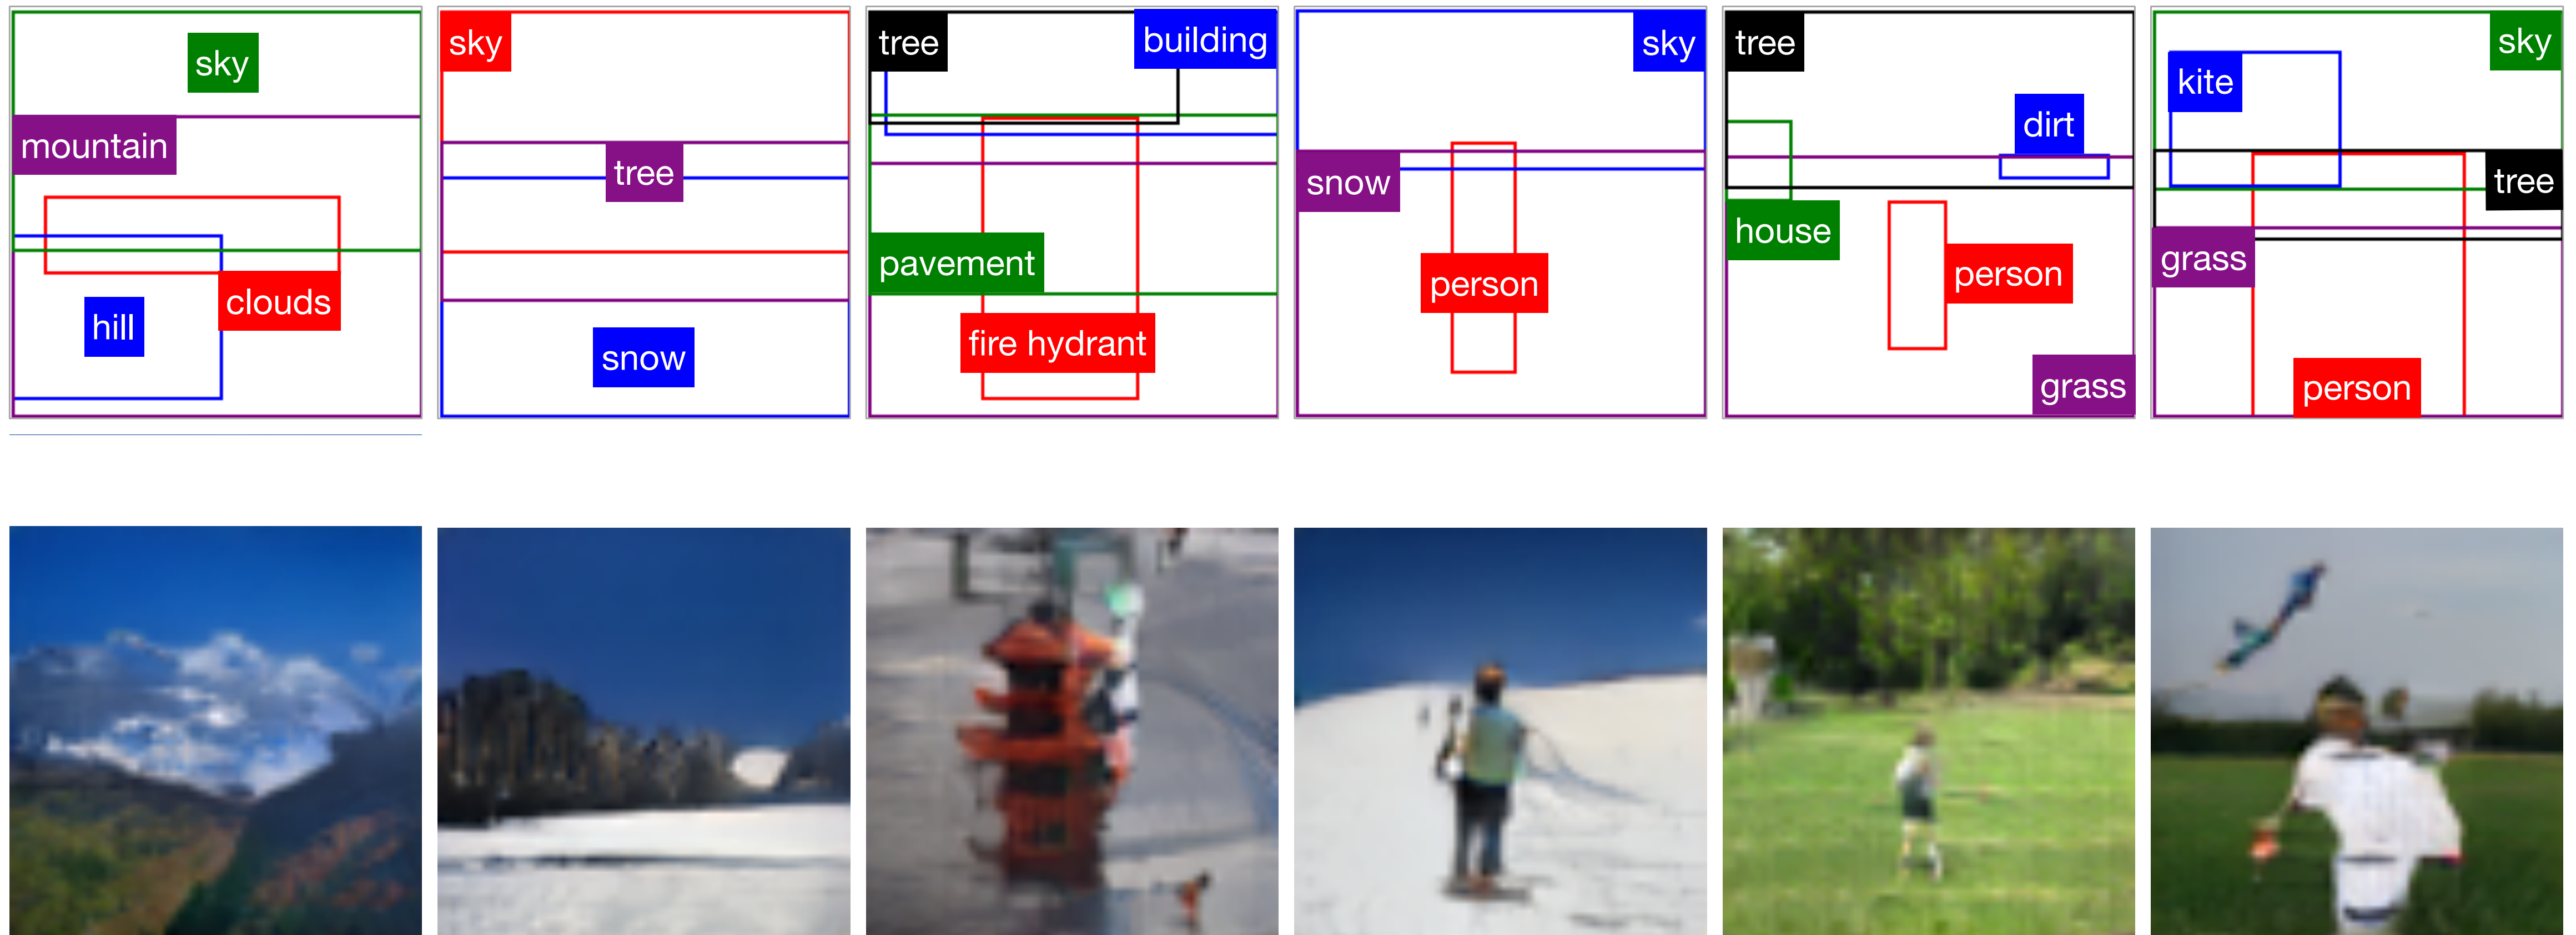 sky
mountain
clouds
hill
sky
tree
snow
tree
building
pavement
fire hydrant
sky
snow
person
tree
dirt
house
person
grass
sky
kite
tree
grass
person